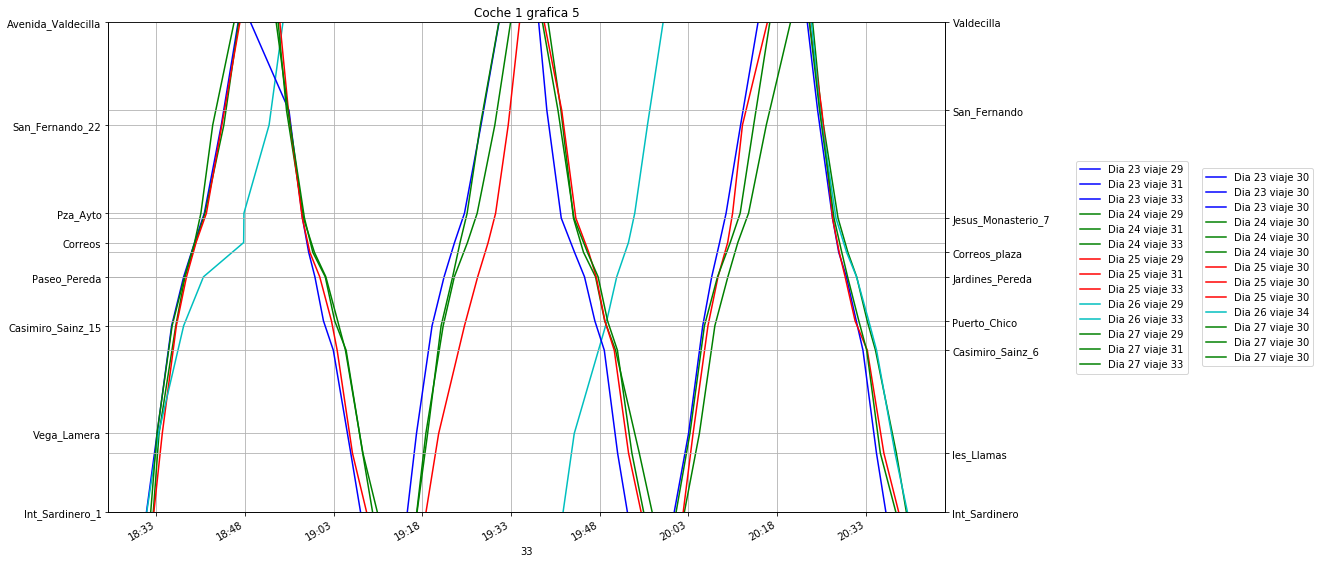 Coche 1 grafica 5
Avenida_Valdecilla
San_Fernando_22
Pza_Ayto
Correos
Paseo_Pereda
Casimiro_Sainz_15
Vega_Lamera
Int_Sardinero_1
Valdecilla
San_Fernando
Jesus_Monasterio_7
Correos_plaza
Jardines_Pereda
Puerto_Chico
Casimiro_Sainz_6
Ies_Llamas
Int_Sardinero
18:33
18:48
19:03
19:18
19:33
19:48
20:03
20:18
20:33
33
Dia 23 viaje 29
Dia 23 viaje 31
Dia 23 viaje 33
Dia 24 viaje 29
Dia 24 viaje 31
Dia 24 viaje 33
Dia 25 viaje 29
Dia 25 viaje 31
Dia 25 viaje 33
Dia 26 viaje 29
Dia 26 viaje 33
Dia 27 viaje 29
Dia 27 viaje 31
Dia 27 viaje 33
Dia 23 viaje 30
Dia 23 viaje 30
Dia 23 viaje 30
Dia 24 viaje 30
Dia 24 viaje 30
Dia 24 viaje 30
Dia 25 viaje 30
Dia 25 viaje 30
Dia 25 viaje 30
Dia 26 viaje 34
Dia 27 viaje 30
Dia 27 viaje 30
Dia 27 viaje 30